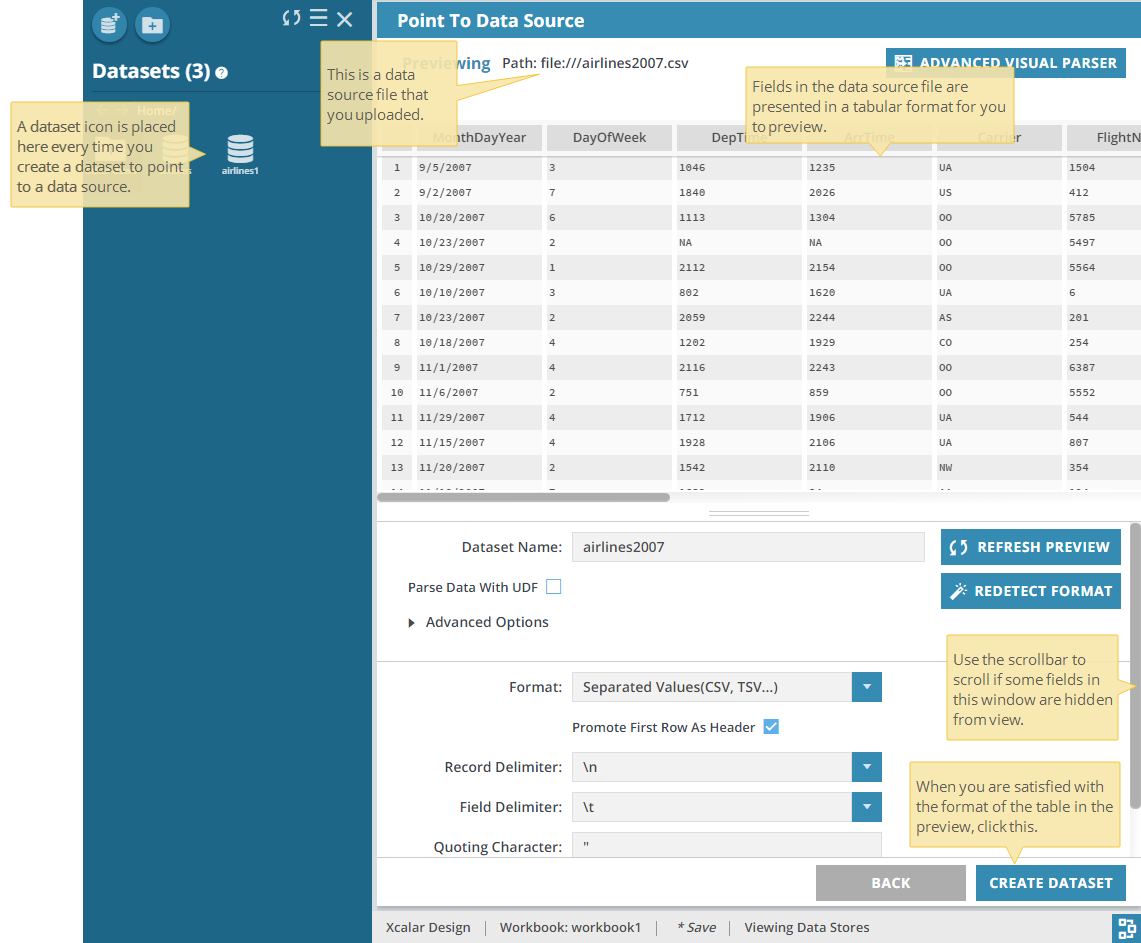 Point To Data Source
Datasets (3) ?
Previewing Path: file:///airlines2007.csv
ADVANCED VISUAL PARSER
This is a data
source file that
you uploaded.
Fields in the data source file are
presented in a tabular format for you
to preview.
Home/
A dataset icon is placed
here every time you
create a dataset to point
to a data source.
airlines1
MonthDayYear DayOfWeek DepTime ArrTime Carrier FlightN
1 9/5/2007 3 1046 1235 UA 1504
2 9/2/2007 7 1840 2026 US 412
3 10/20/2007 6 1113 1304 OO 5785
4 10/23/2007 2 NA NA OO 5497
5 10/29/2007 1 2112 2154 OO 5564
6 10/10/2007 3 802 1620 UA 6
7 10/23/2007 2 2059 2244 AS 201
8 10/18/2007 4 1202 1929 CO 254
9 11/1/2007 4 2116 2243 OO 6387
10 11/6/2007 2 751 859 OO 5552
11 11/29/2007 4 1712 1906 UA 544
12 11/15/2007 4 1928 2106 UA 807
13 11/20/2007 2 1542 2110 NW 354
Dataset Name: airlines2007
REFRESH PREVIEW
Parse Data With UDF
REDETECT FORMAT
Advanced Options
Use the scrollbar to
scroll if some fields in
this window are hidden
from view.
Format: Separated Values(CSV, TSV...)
Promote First Row As Header
Record Delimiter: \n
Field Delimiter: \t
Quoting Character: "
When you are satisfied with
the format of the table in the
preview, click this.
BACK
CREATE DATASET
Xcalar Design | Workbook: workbook1 | * Save | Viewing Data Stores